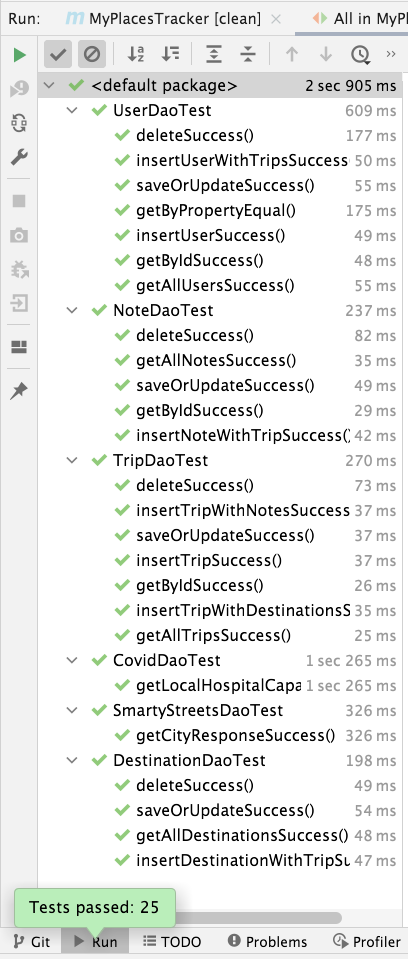 Run: MyPlacesTracker [clean] × All in MyPl
<default package> 2 sec 905 ms
UserDaoTest 609 ms
deleteSuccess() 177 ms
insertUserWithTripsSuccess 50 ms
saveOrUpdateSuccess() 55 ms
getByPropertyEqual() 175 ms
insertUserSuccess() 49 ms
getByIdSuccess() 48 ms
getAllUsersSuccess() 55 ms
NoteDaoTest 237 ms
deleteSuccess() 82 ms
getAllNotesSuccess() 35 ms
saveOrUpdateSuccess() 49 ms
getByIdSuccess() 29 ms
insertNoteWithTripSuccess( 42 ms
TripDaoTest 270 ms
deleteSuccess() 73 ms
insertTripWithNotesSuccess 37 ms
saveOrUpdateSuccess() 37 ms
insertTripSuccess() 37 ms
getByIdSuccess() 26 ms
insertTripWithDestinationsS 35 ms
getAllTripsSuccess() 25 ms
CovidDaoTest 1 sec 265 ms
getLocalHospitalCapa 1 sec 265 ms
SmartyStreetsDaoTest 326 ms
getCityResponseSuccess() 326 ms
DestinationDaoTest 198 ms
deleteSuccess() 49 ms
saveOrUpdateSuccess() 54 ms
getAllDestinationsSuccess() 48 ms
insertDestinationWithTripSu 47 ms
Tests passed: 25
Git Run TODO Problems Profiler